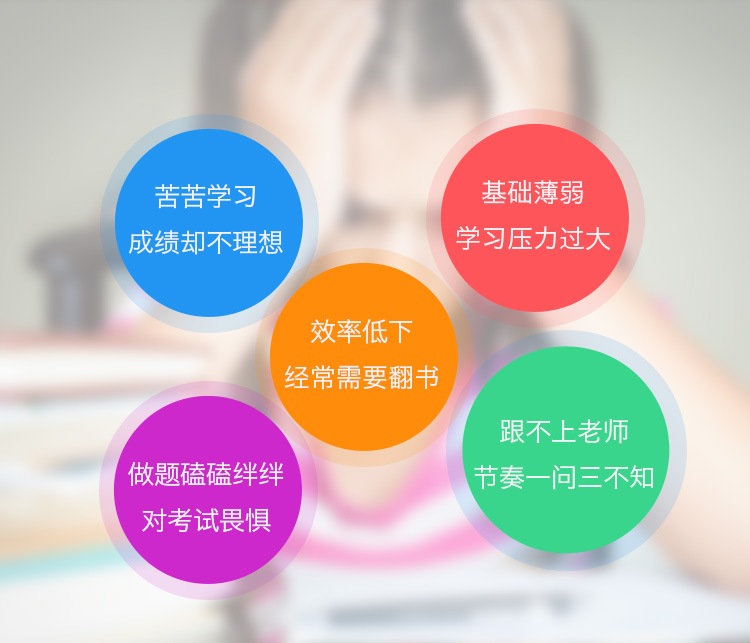 苦苦学习
成绩却不理想
基础薄弱
学习压力过大
效率低下
经常需要翻书
跟不上老师
节奏一问三不知
做题磕磕绊绊
对考试畏惧